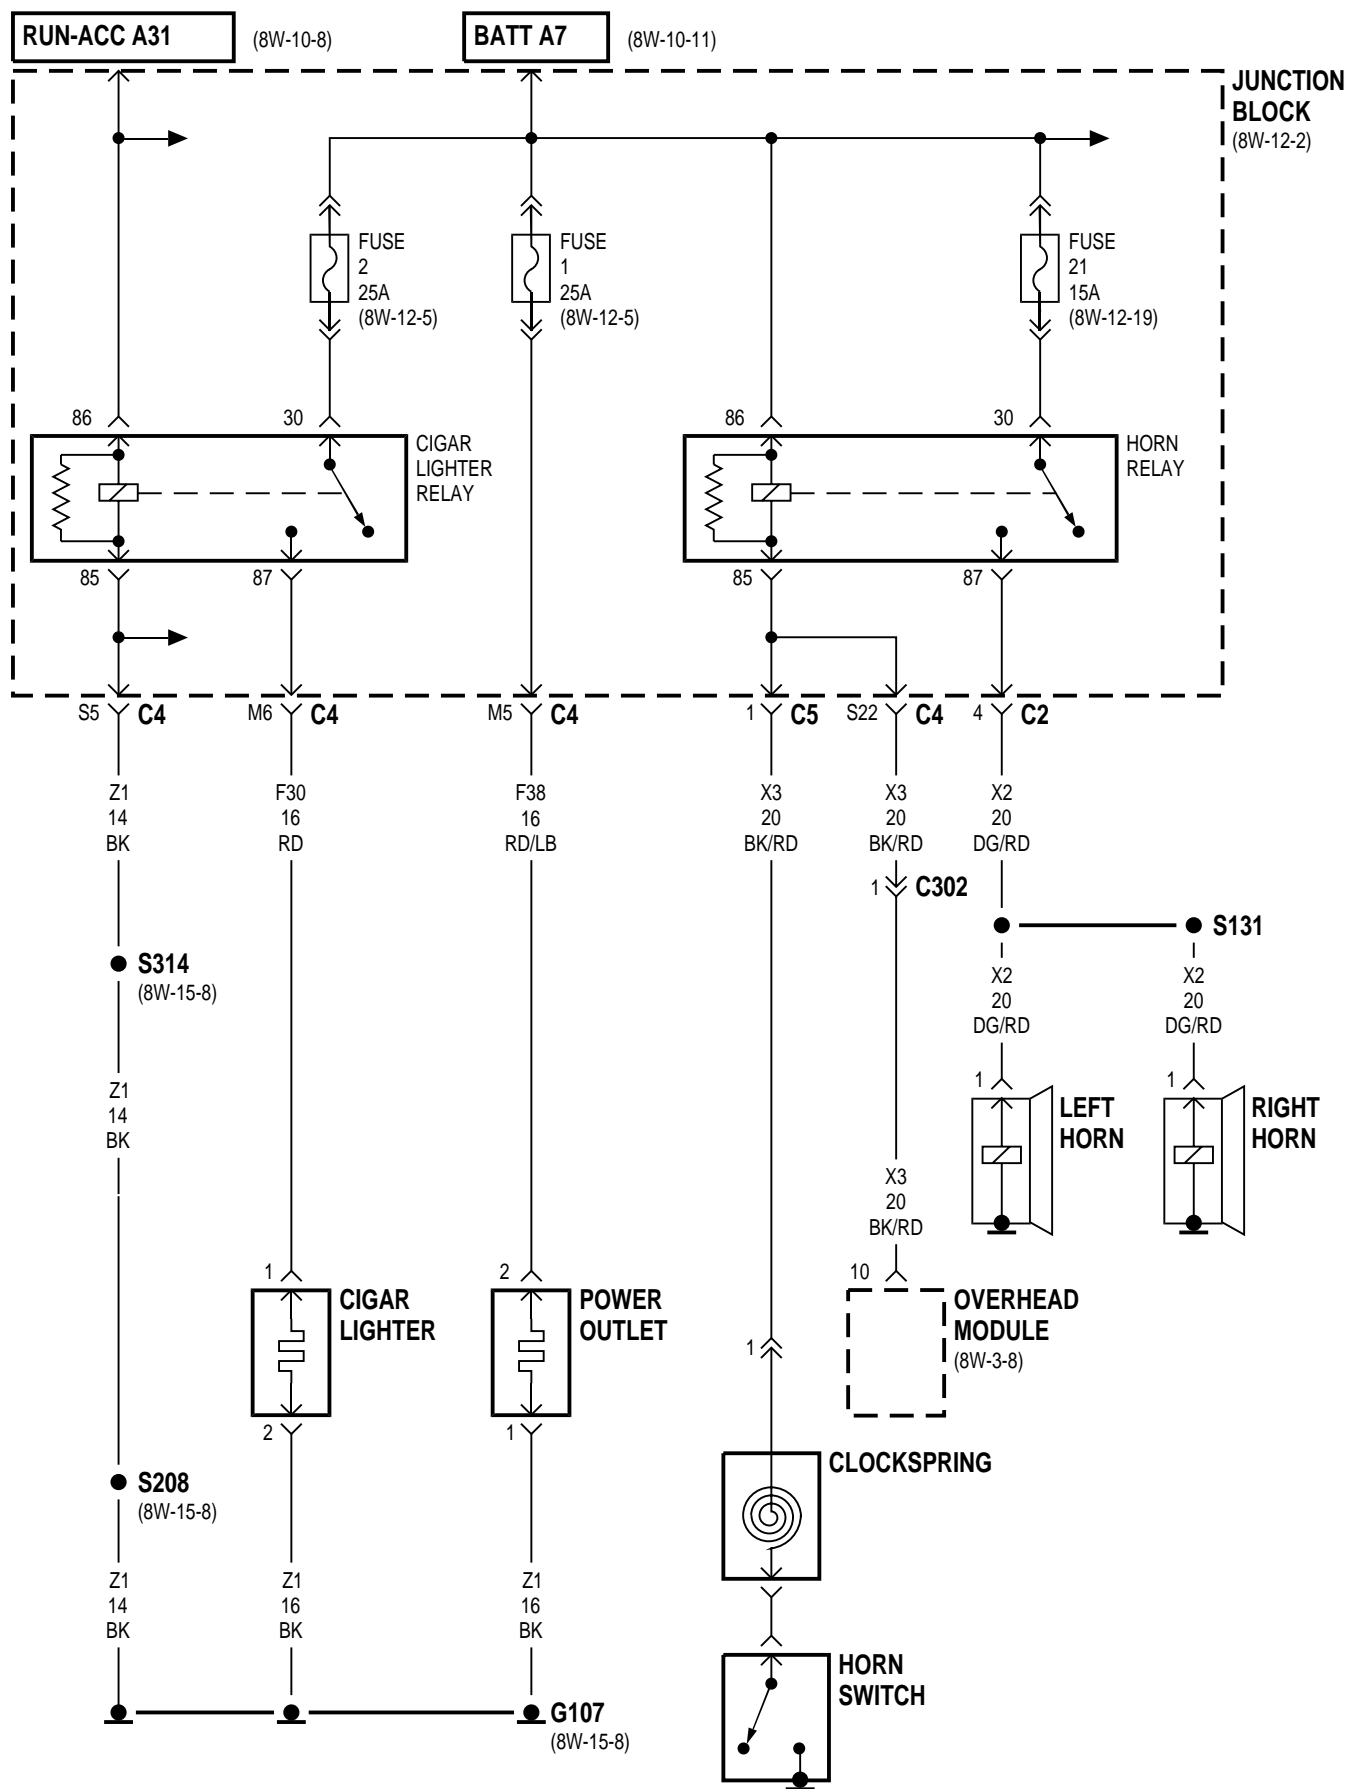 RUN-ACC A31
(8W-10-8)
BATT A7
(8W-10-11)
JUNCTION
BLOCK
(8W-12-2)
FUSE
2
25A
(8W-12-5)
FUSE
1
25A
(8W-12-5)
FUSE
21
15A
(8W-12-19)
86
30
CIGAR
LIGHTER
RELAY
85
87
86
30
HORN
RELAY
85
87
S5
C4
M6
C4
M5
C4
1
C5
S22
C4
4
C2
Z1
14
BK
F30
16
RD
F38
16
RD/LB
X3
20
BK/RD
X3
20
BK/RD
X2
20
DG/RD
1
C302
S131
S314
(8W-15-8)
X2
20
DG/RD
X2
20
DG/RD
Z1
14
BK
1
LEFT
HORN
1
RIGHT
HORN
X3
20
BK/RD
1
CIGAR
LIGHTER
2
2
POWER
OUTLET
1
10
OVERHEAD
MODULE
(8W-3-8)
1
CLOCKSPRING
S208
(8W-15-8)
Z1
14
BK
Z1
16
BK
Z1
16
BK
HORN
SWITCH
G107
(8W-15-8)